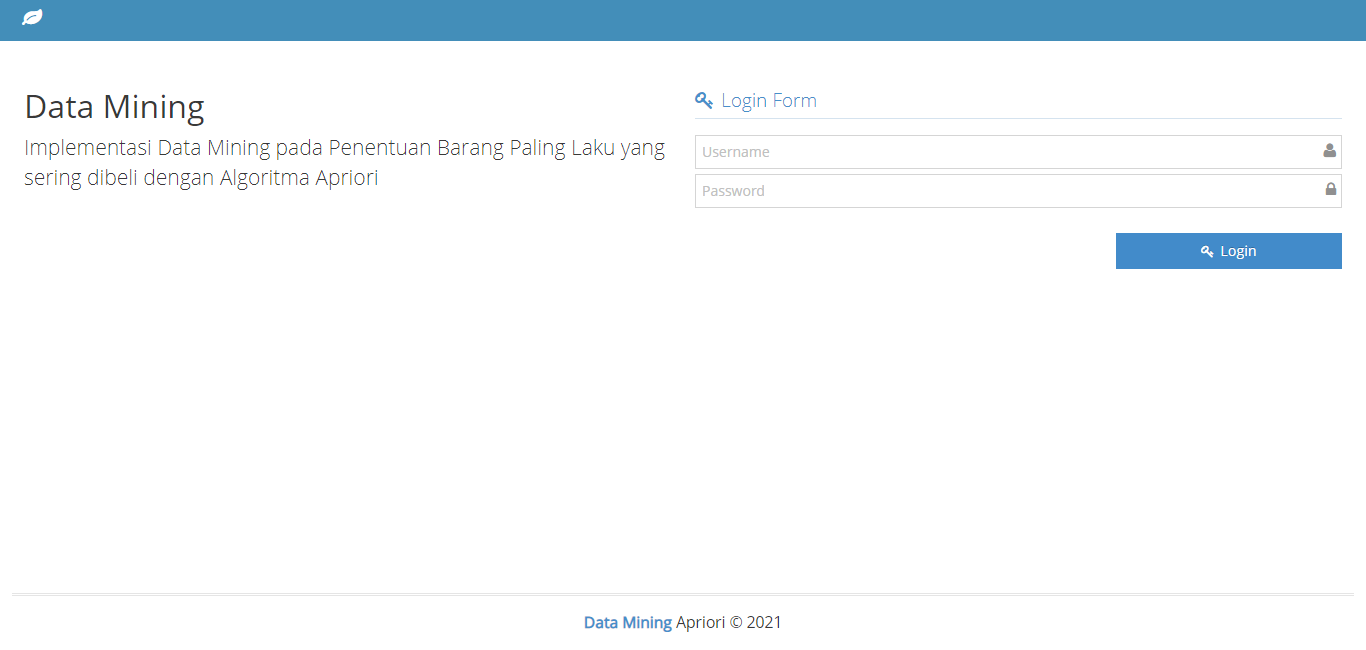 Data Mining
Implementasi Data Mining pada Penentuan Barang Paling Laku yang
sering dibeli dengan Algoritma Apriori
Login Form
Username
Password
Login
Data Mining Apriori © 2021